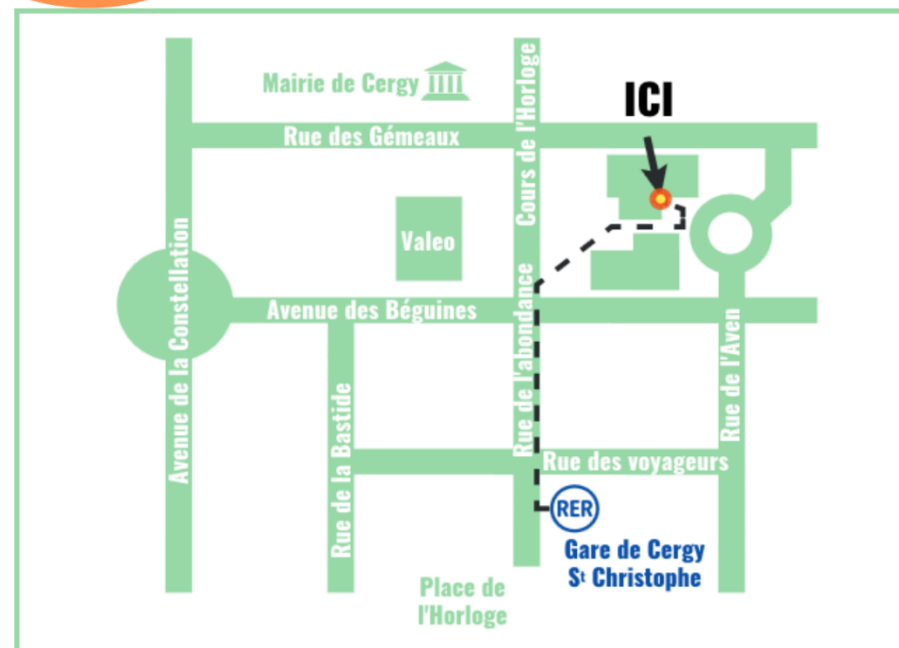 Mairie de Cergy
ICI
Rue des Gémeaux
Cours de l'Horloge
Valeo
Avenue de la Constellation
Avenue des Béguines
Rue de l'abondance
Rue de l'Aven
Rue de la Bastide
Rue des voyageurs
RER
Gare de Cergy
St Christophe
Place de
l'Horloge